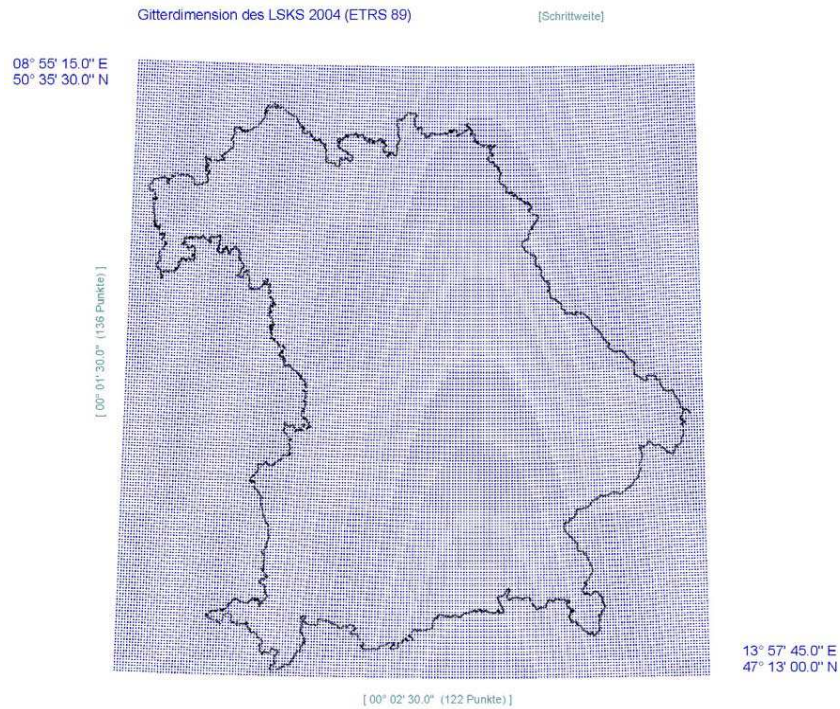 Gitterdimension des LSKS 2004 (ETRS 89)
[Schrittweite]
08° 55' 15.0" E
50° 35' 30.0" N
[ 00° 01' 30.0" (136 Punkte) ]
13° 57' 45.0" E
47° 13' 00.0" N
[ 00° 02' 30.0" (122 Punkte) ]